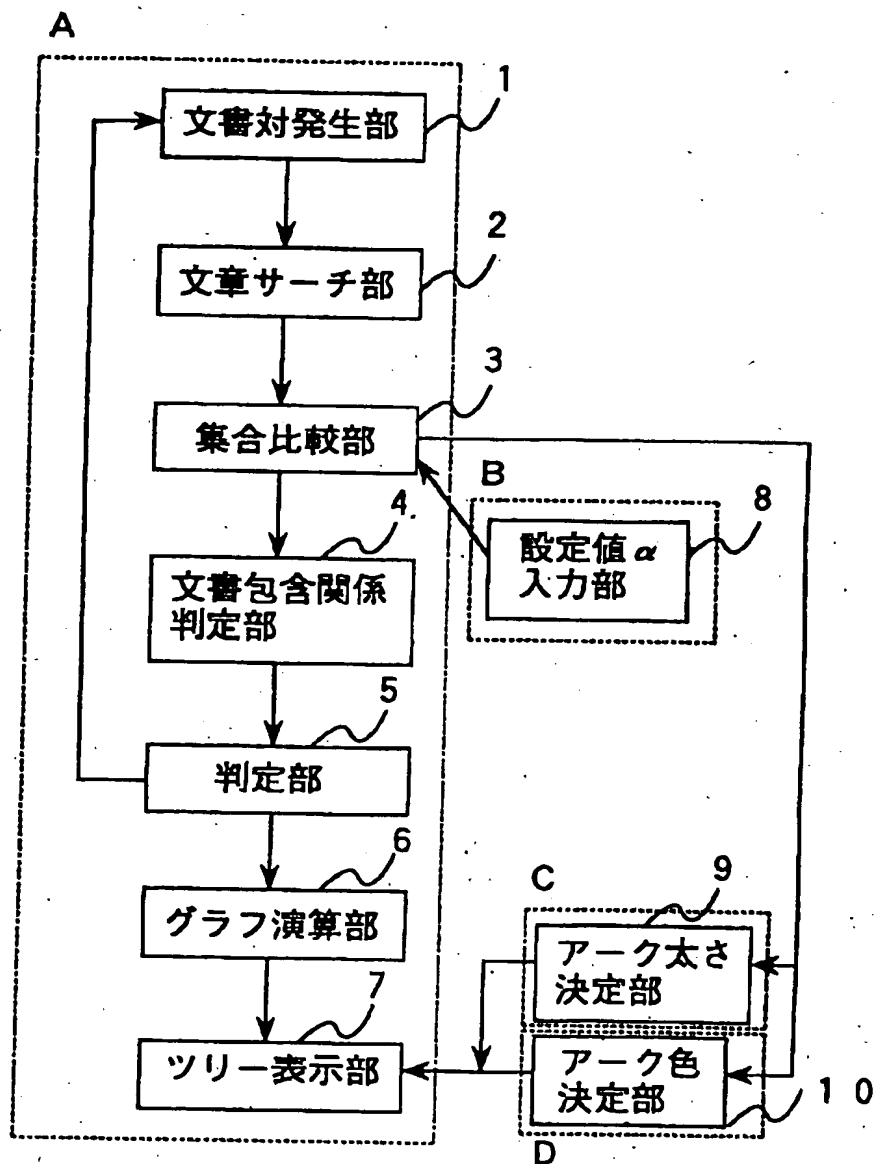 A
文書対発生部
1
文章サーチ部
2
集合比較部
3
B
設定値α
入力部
8
4
文書包含関係
判定部
5
判定部
6
グラフ演算部
C
9
アーク太さ
決定部
7
ツリー表示部
アーク色
決定部
10
D